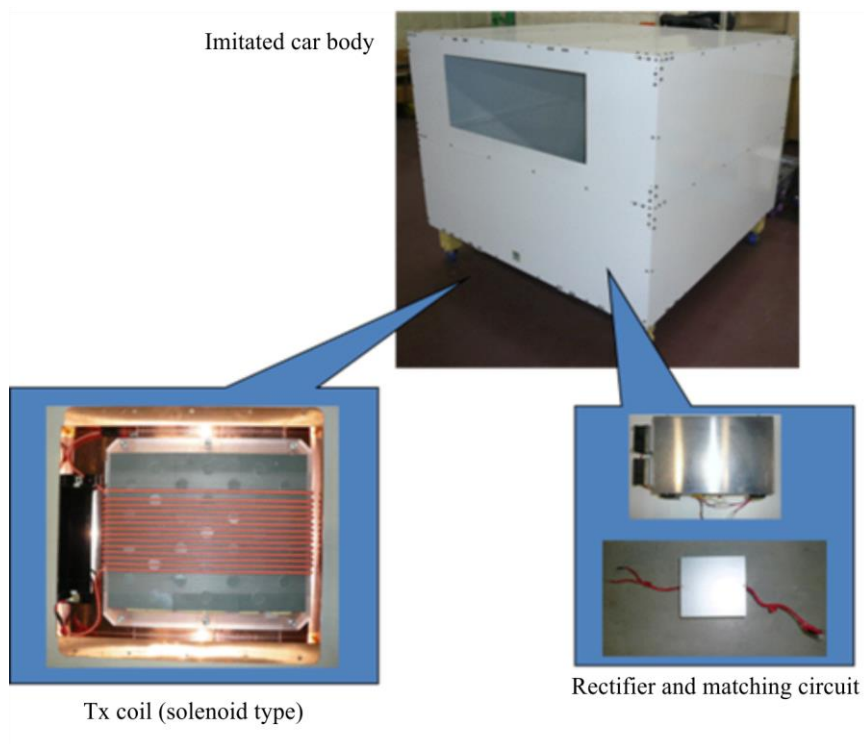 Imitated car body
Tx coil (solenoid type)
Rectifier and matching circuit